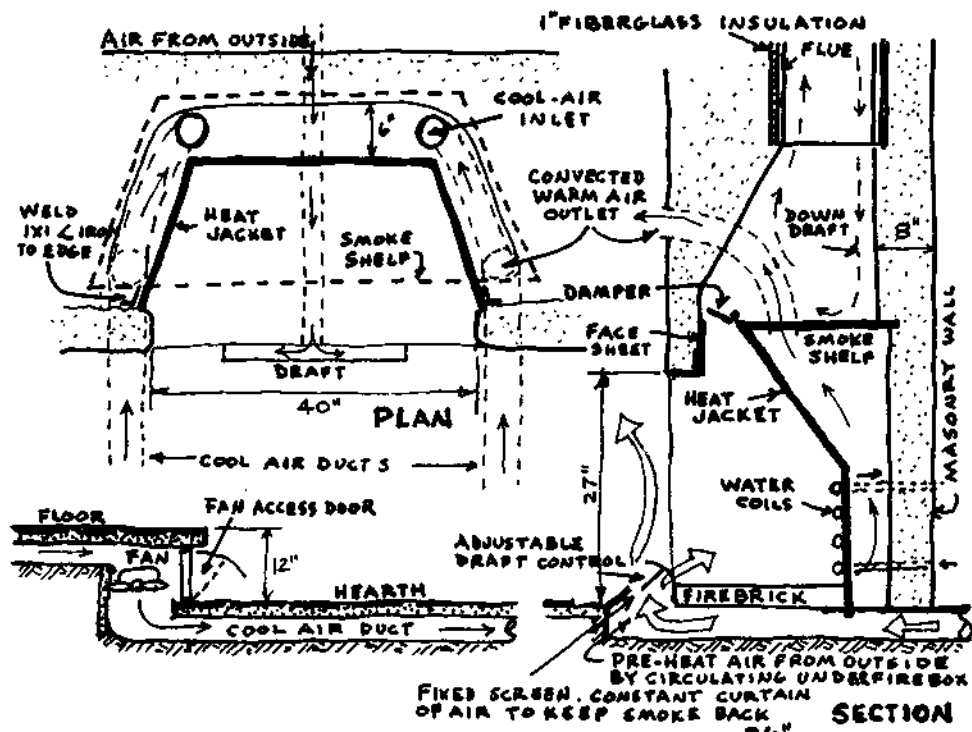 1" FIBERGLASS INSULATION
FLUE
AIR FROM OUTSIDE
COOL-AIR
INLET
6"
CONVECTED
WARM AIR
OUTLET
WELD
1X1 ∠ IRON
TO EDGE
HEAT
JACKET
SMOKE
SHELF
DOWN
DRAFT
8"
DAMPER
FACE
SHEET
SMOKE
SHELF
DRAFT
40"
PLAN
HEAT
JACKET
MASONRY WALL
COOL AIR DUCTS
27"
WATER
COILS
FAN ACCESS DOOR
FLOOR
FAN
12"
ADJUSTABLE
DRAFT CONTROL
HEARTH
FIREBRICK
COOL AIR DUCT
PRE-HEAT AIR FROM OUTSIDE
BY CIRCULATING UNDERFIREBOX
FIXED SCREEN. CONSTANT CURTAIN
OF AIR TO KEEP SMOKE BACK
SECTION